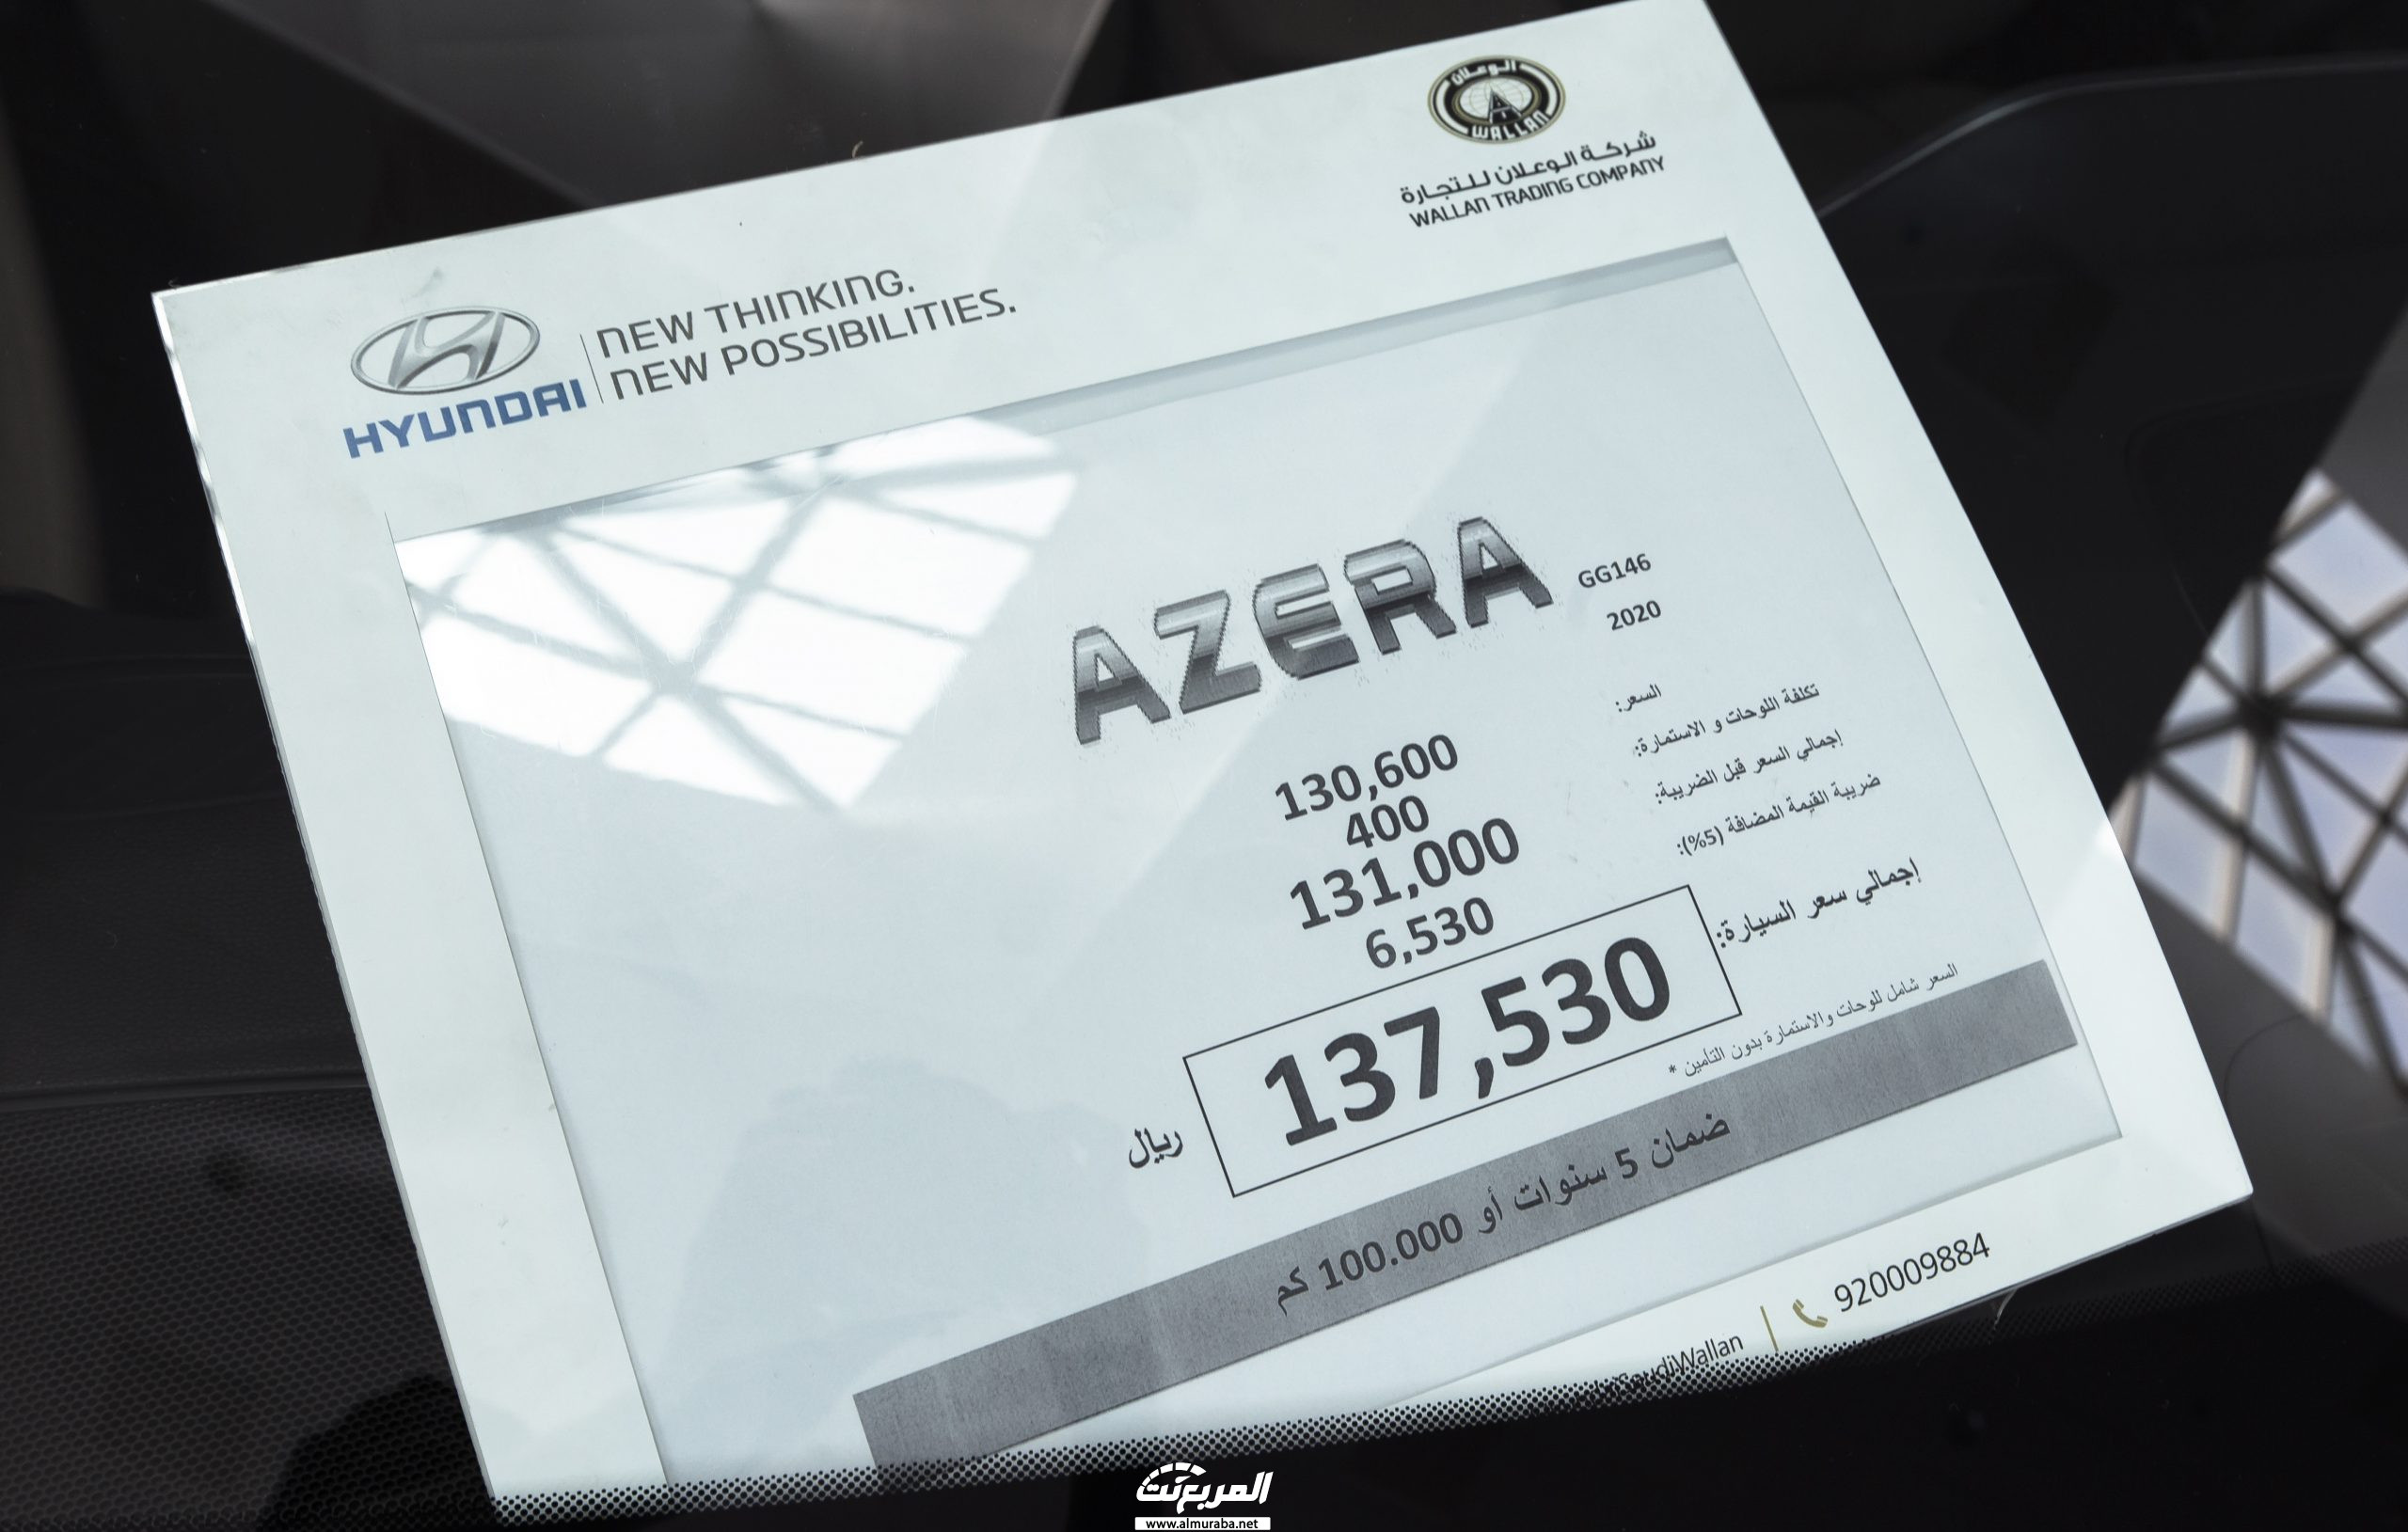 الوعلان
WALLAN
شركة الوعلان للتجارة
WALLAN TRADING COMPANY
HYUNDAI
NEW THINKING.
NEW POSSIBILITIES.
AZERA
GG146
2020
السعر: 130,600
تكلفة اللوحات و الاستمارة: 400
إجمالي السعر قبل الضريبة: 131,000
ضريبة القيمة المضافة (5%): 6,530
إجمالي سعر السيارة: 137,530 ريال
السعر شامل للوحات والاستمارة بدون التأمين *
ضمان 5 سنوات أو 100.000 كم
SaudiWallan
920009884
المربع نت
www.almuraba.net